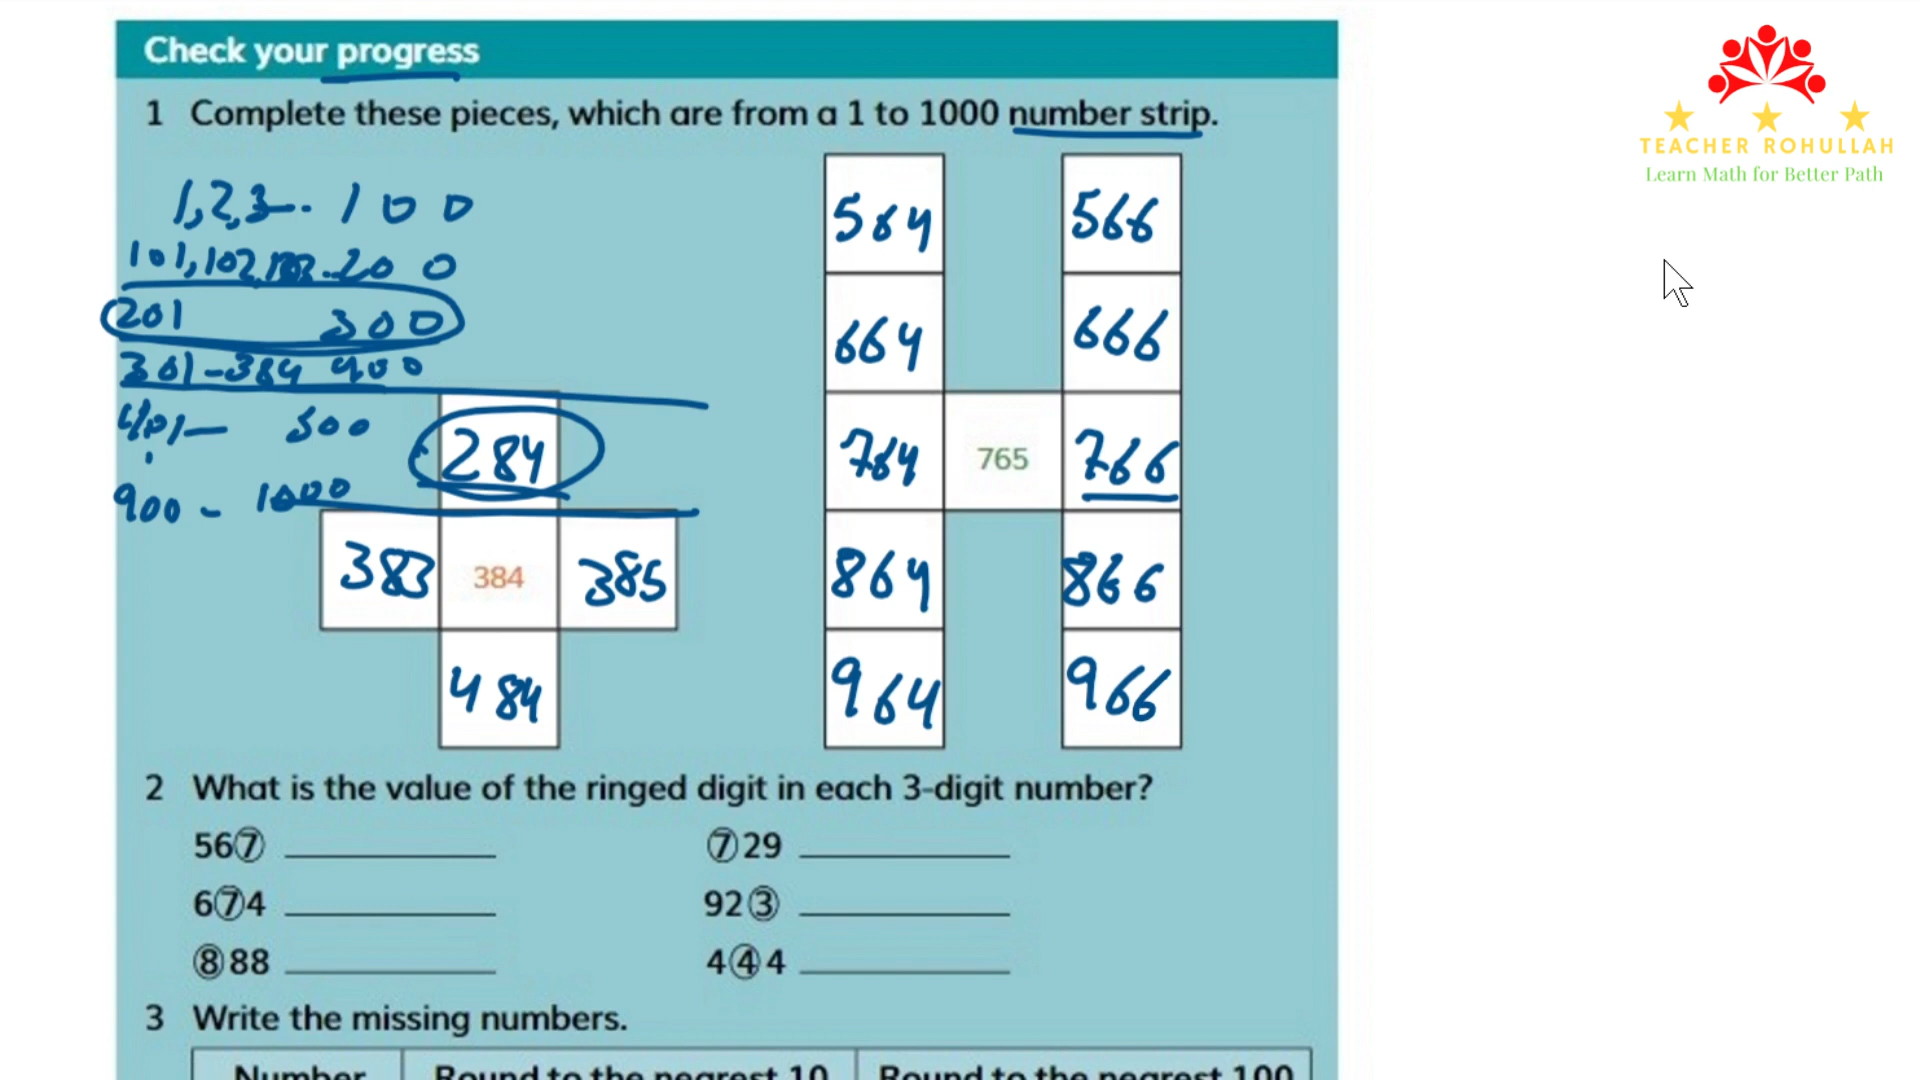 Check your progress
TEACHER ROHULLAH
Learn Math for Better Path
1 Complete these pieces, which are from a 1 to 1000 number strip.
1,2,3-.. 100
101,102,103..200
201 300
301-384 400
401- 500
900 - 1000
284
383 384 385
484
564 566
664 666
764 765 766
864 866
964 966
2 What is the value of the ringed digit in each 3-digit number?
567 ⑦29
6⑦4 92③
⑧88 4④4
3 Write the missing numbers.
Number Round to the nearest 10 Round to the nearest 100